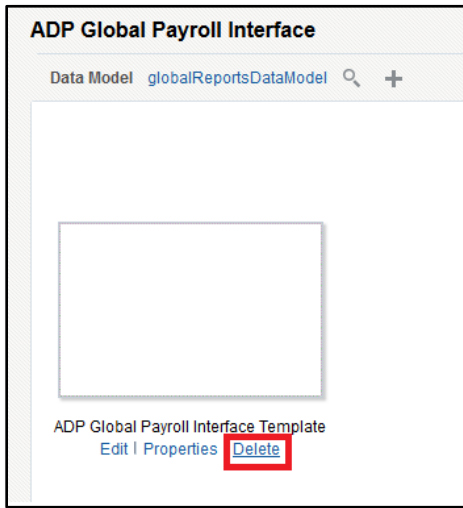 ADP Global Payroll Interface
Data Model globalReportsDataModel
ADP Global Payroll Interface Template
Edit | Properties Delete